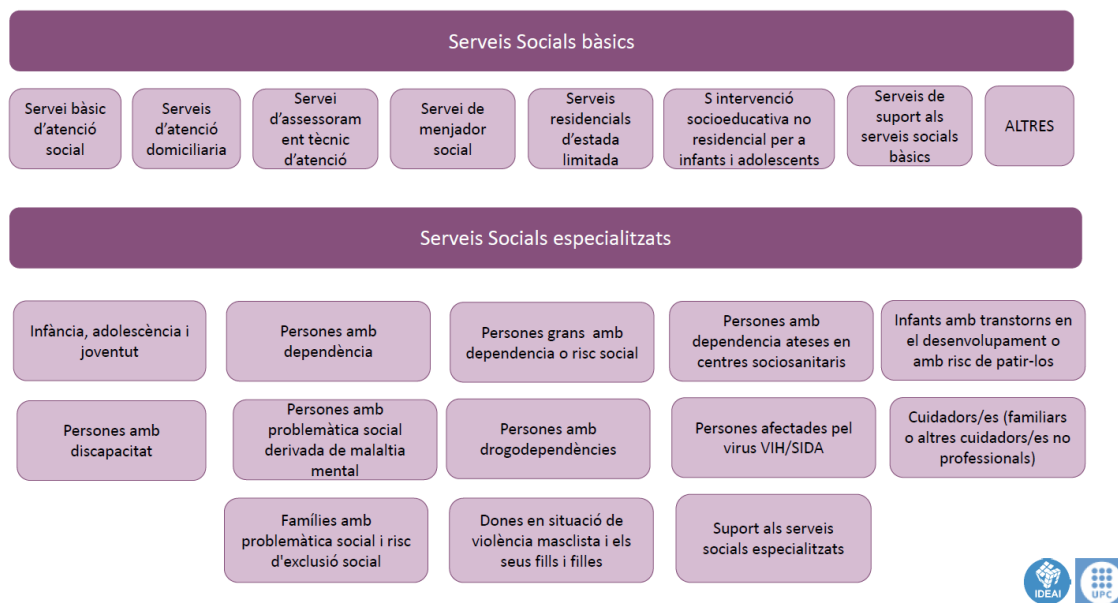 Serveis Socials bàsics
Servei bàsic
d'atenció
social
Serveis
d'atenció
domiciliaria
Servei
d'assessoram
ent tècnic
d'atenció
Servei de
menjador
social
Serveis
residencials
d'estada
limitada
S intervenció
socioeducativa no
residencial per a
infants i adolescents
Serveis de
suport als
serveis socials
bàsics
ALTRES
Serveis Socials especialitzats
Infància, adolescència i
joventut
Persones amb
dependència
Persones grans amb
dependencia o risc social
Persones amb
dependencia ateses en
centres sociosanitaris
Infants amb transtorns en
el desenvolupament o
amb risc de patir-los
Persones amb
discapacitat
Persones amb
problemàtica social
derivada de malaltia
mental
Persones amb
drogodependències
Persones afectades pel
virus VIH/SIDA
Cuidadors/es (familiars
o altres cuidadors/es no
professionals)
Famílies amb
problemàtica social i risc
d'exclusió social
Dones en situació de
violència masclista i els
seus fills i filles
Suport als serveis
socials especialitzats
IDEAI
UPC